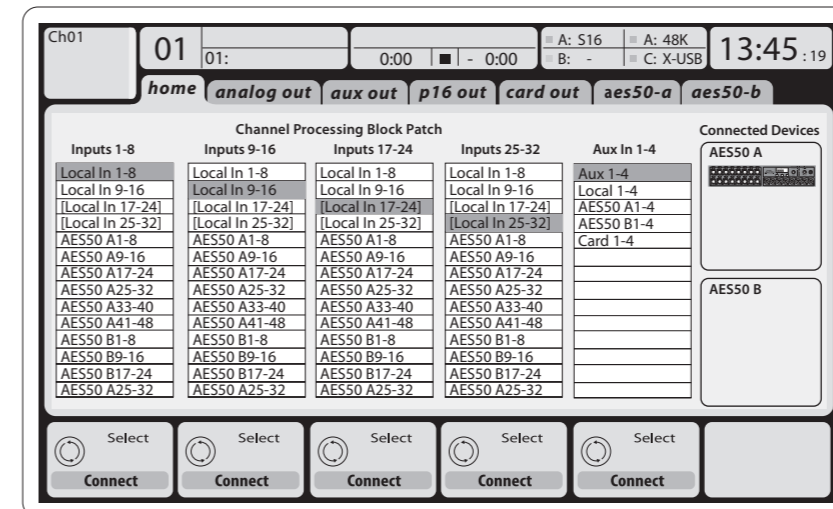 Ch01
01
01:
0:00
- 0:00
A: S16
B: -
A: 48K
C: X-USB
13:45 :19
home
analog out
aux out
p16 out
card out
aes50-a
aes50-b
Channel Processing Block Patch
Connected Devices
Inputs 1-8
Inputs 9-16
Inputs 17-24
Inputs 25-32
Aux In 1-4
Local In 1-8
Local In 9-16
[Local In 17-24]
[Local In 25-32]
AES50 A1-8
AES50 A9-16
AES50 A17-24
AES50 A25-32
AES50 A33-40
AES50 A41-48
AES50 B1-8
AES50 B9-16
AES50 B17-24
AES50 A25-32
Local In 1-8
Local In 9-16
[Local In 17-24]
[Local In 25-32]
AES50 A1-8
AES50 A9-16
AES50 A17-24
AES50 A25-32
AES50 A33-40
AES50 A41-48
AES50 B1-8
AES50 B9-16
AES50 B17-24
AES50 A25-32
Local In 1-8
Local In 9-16
[Local In 17-24]
[Local In 25-32]
AES50 A1-8
AES50 A9-16
AES50 A17-24
AES50 A25-32
AES50 A33-40
AES50 A41-48
AES50 B1-8
AES50 B9-16
AES50 B17-24
AES50 A25-32
Local In 1-8
Local In 9-16
[Local In 17-24]
[Local In 25-32]
AES50 A1-8
AES50 A9-16
AES50 A17-24
AES50 A25-32
AES50 A33-40
AES50 A41-48
AES50 B1-8
AES50 B9-16
AES50 B17-24
AES50 A25-32
Aux 1-4
Local 1-4
AES50 A1-4
AES50 B1-4
Card 1-4
AES50 A
AES50 B
Select
Connect
Select
Connect
Select
Connect
Select
Connect
Select
Connect